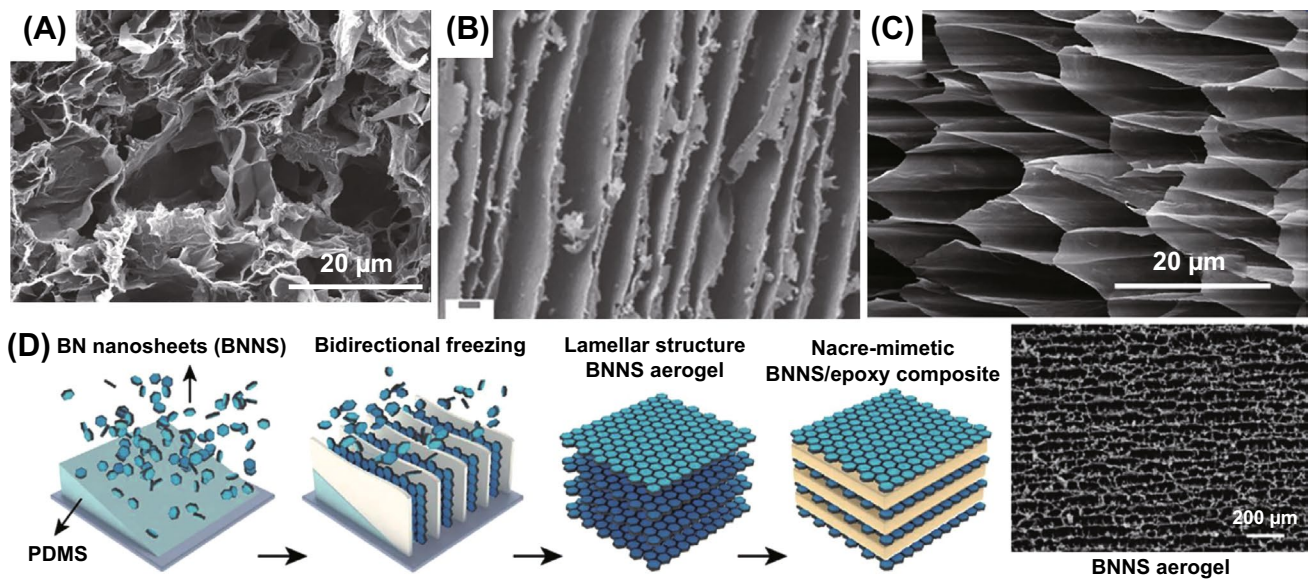 (A)
(B)
(C)
20 µm
20 µm
(D)
BN nanosheets (BNNS)
Bidirectional freezing
Lamellar structure
BNNS aerogel
Nacre-mimetic
BNNS/epoxy composite
PDMS
200 µm
BNNS aerogel